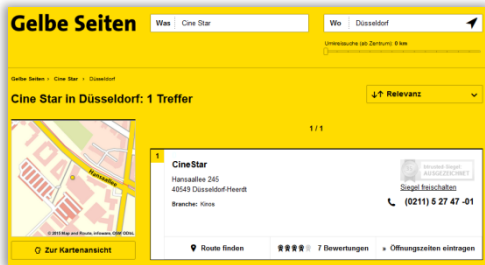 Gelbe Seiten
Was Cine Star
Wo Düsseldorf
Umkreissuche (ab Zentrum): 0 km
Gelbe Seiten › Cine Star › Düsseldorf
Cine Star in Düsseldorf: 1 Treffer
Relevanz
1 / 1
Hansaallee
Zur Kartenansicht
1
CineStar
Hansaallee 245
40549 Düsseldorf-Heerdt
Branche: Kinos
AUSGEZEICHNET
Siegel freischalten
(0211) 5 27 47 -01
Route finden
7 Bewertungen
Öffnungszeiten eintragen